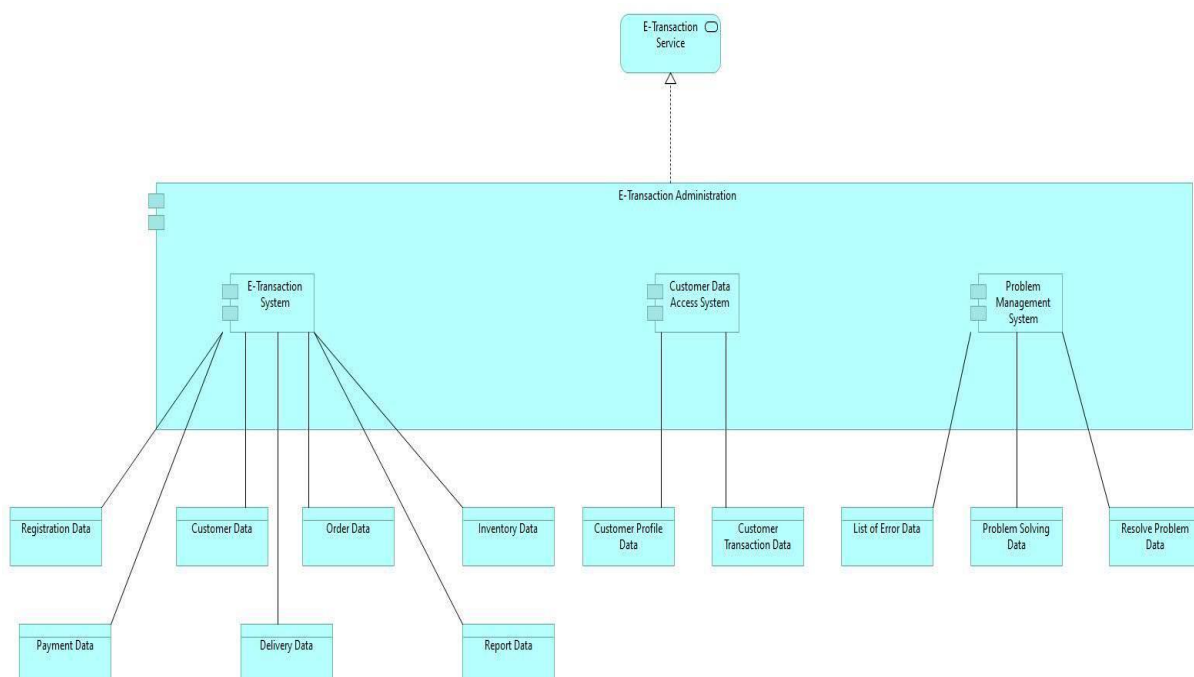 E-Transaction
Service
E-Transaction Administration
E-Transaction
System
Customer Data
Access System
Problem
Management
System
Registration Data
Customer Data
Order Data
Inventory Data
Customer Profile
Data
Customer
Transaction Data
List of Error Data
Problem Solving
Data
Resolve Problem
Data
Payment Data
Delivery Data
Report Data